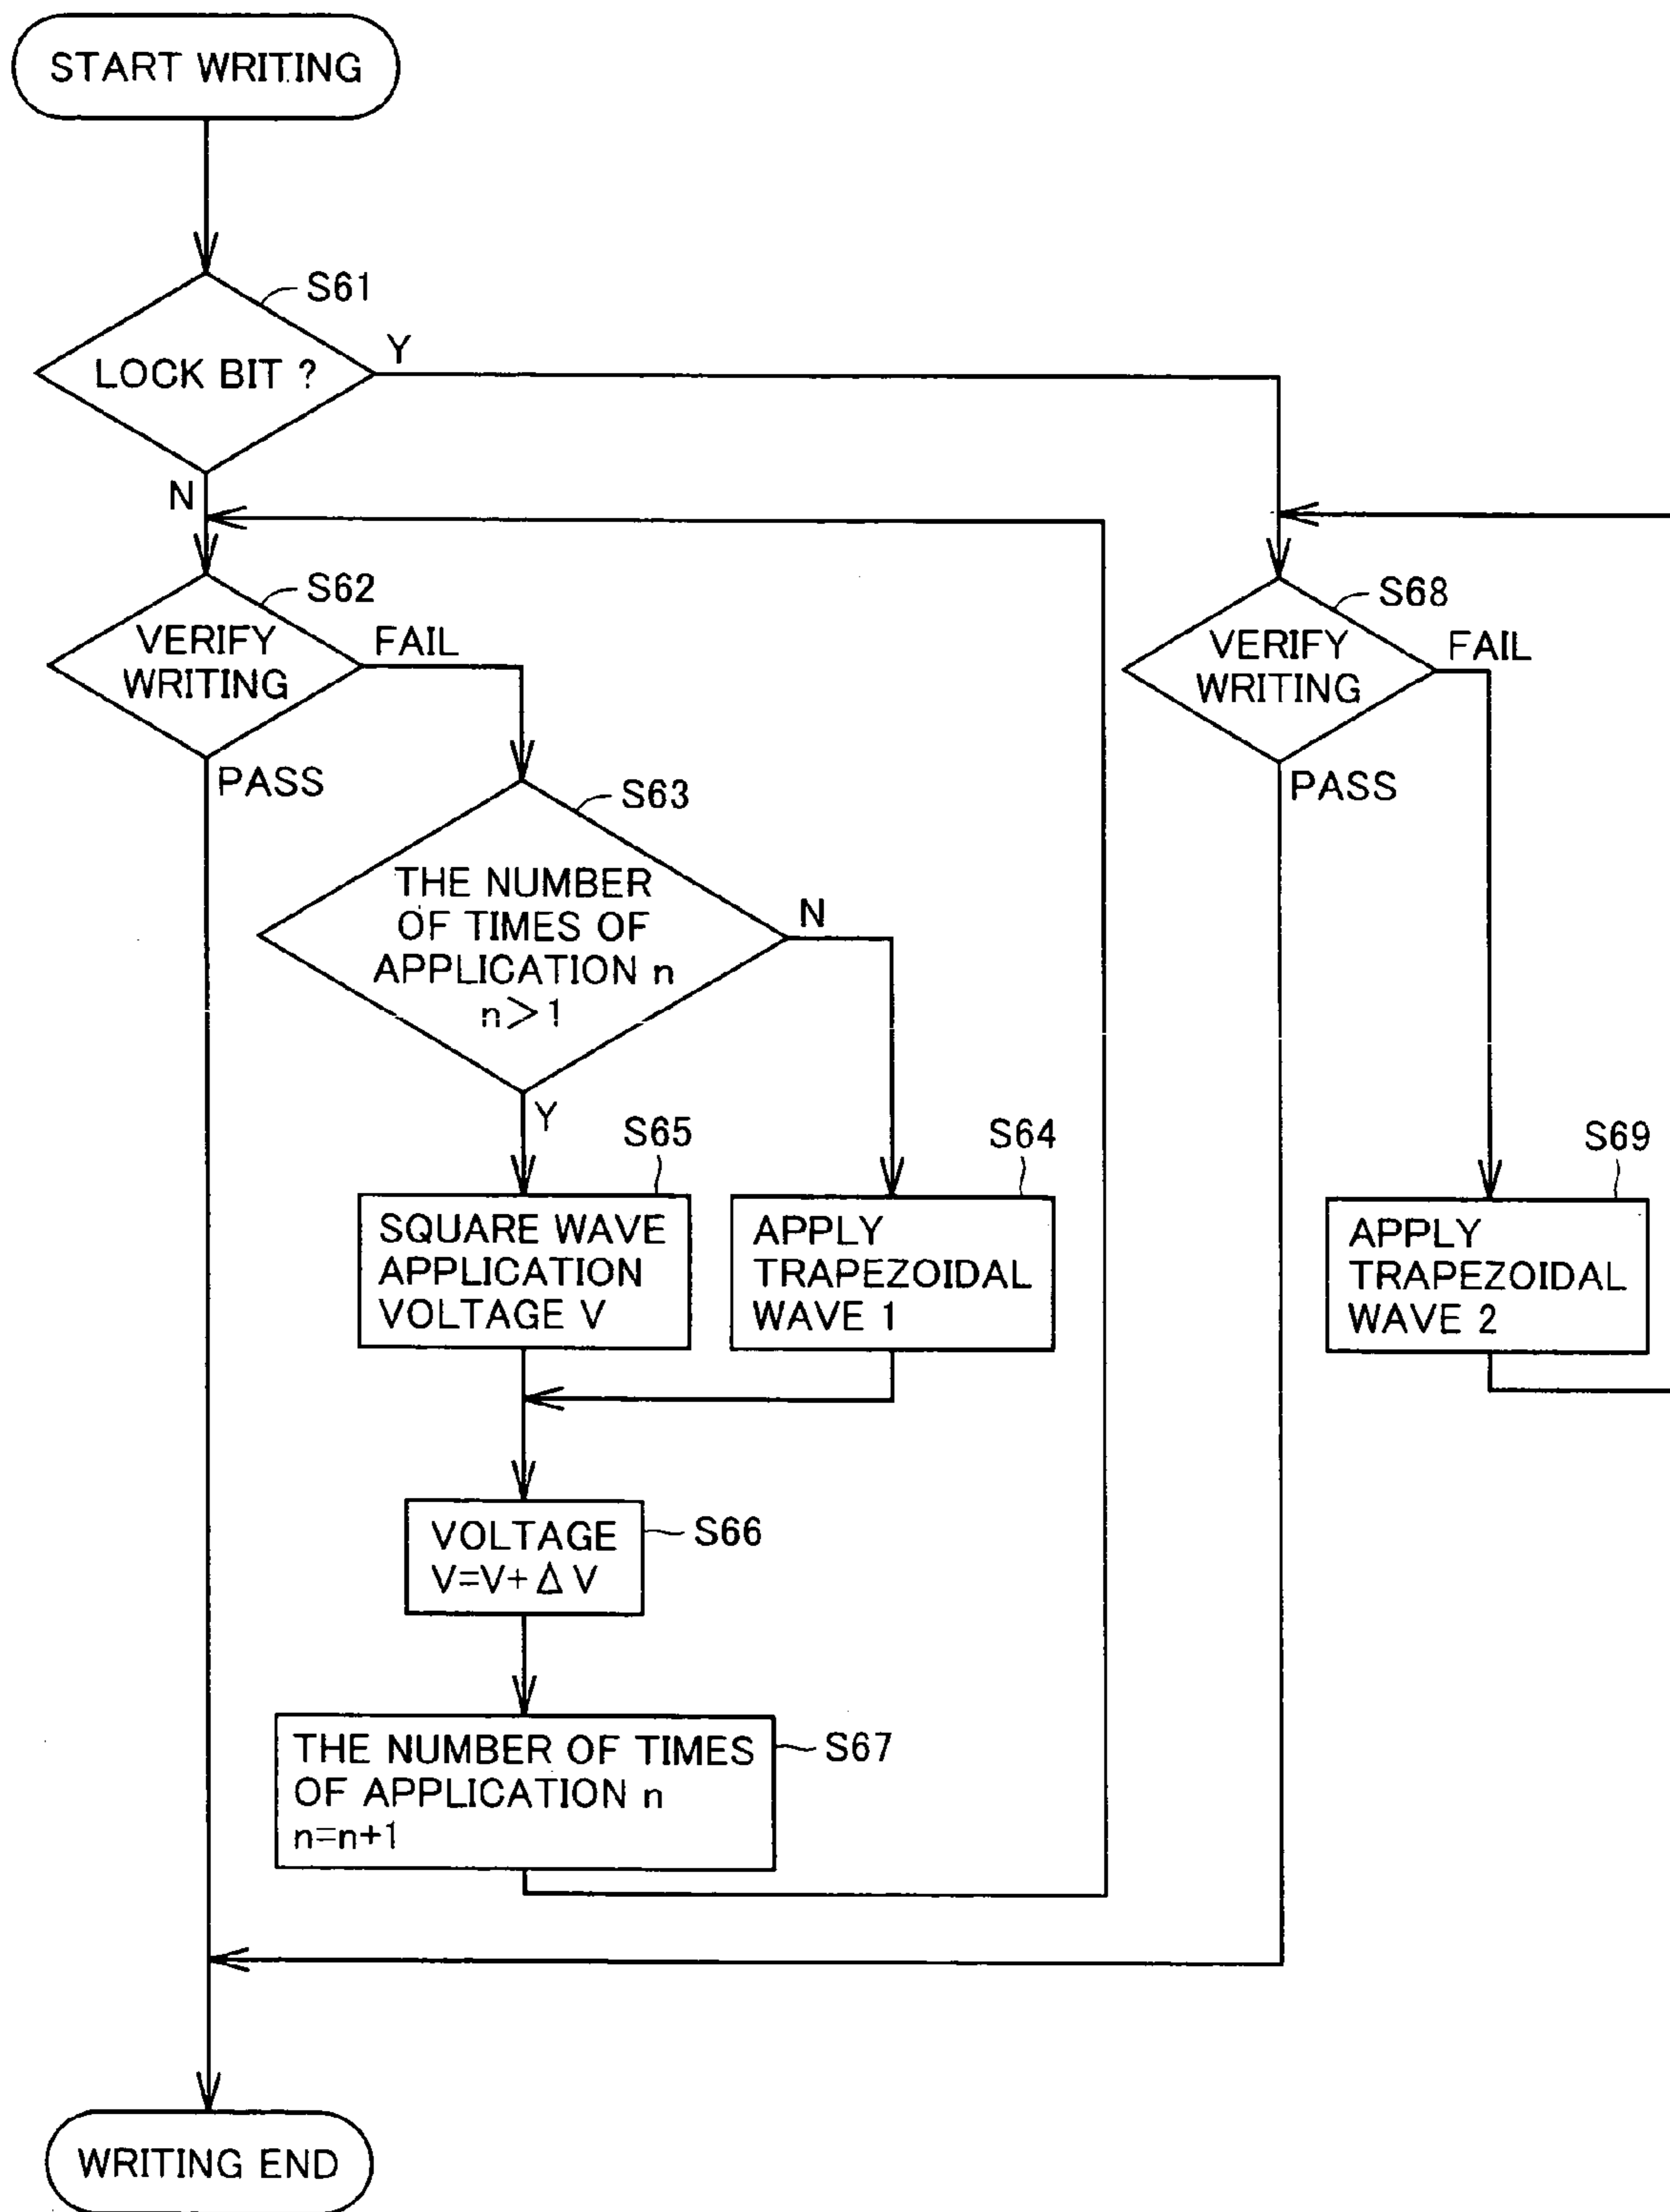 START WRITING
S61
LOCK BIT ?
Y
N
S62
VERIFY
WRITING
FAIL
PASS
S63
THE NUMBER
OF TIMES OF
APPLICATION n
n>1
N
Y
S65
SQUARE WAVE
APPLICATION
VOLTAGE V
S64
APPLY
TRAPEZOIDAL
WAVE 1
S66
VOLTAGE
V=V+ΔV
S67
THE NUMBER OF TIMES
OF APPLICATION n
n=n+1
S68
VERIFY
WRITING
FAIL
PASS
S69
APPLY
TRAPEZOIDAL
WAVE 2
WRITING END